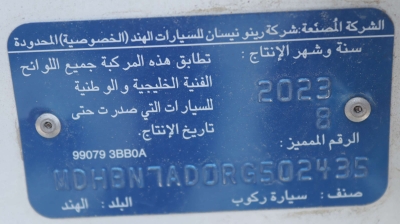 الشركة المصنعة: شركة رينو نيسان للسيارات الهند (الخصوصية) المحدودة
سنة وشهر الإنتاج:
2023
8
تطابق هذه المركبة جميع اللوائح
الفنية الخليجية والوطنية
للسيارات التي صدرت حتى
تاريخ الإنتاج.
الرقم المميز:
99079 3BB0A
MDHBN7AD0RG502435
صنف: سيارة ركوب
البلد: الهند